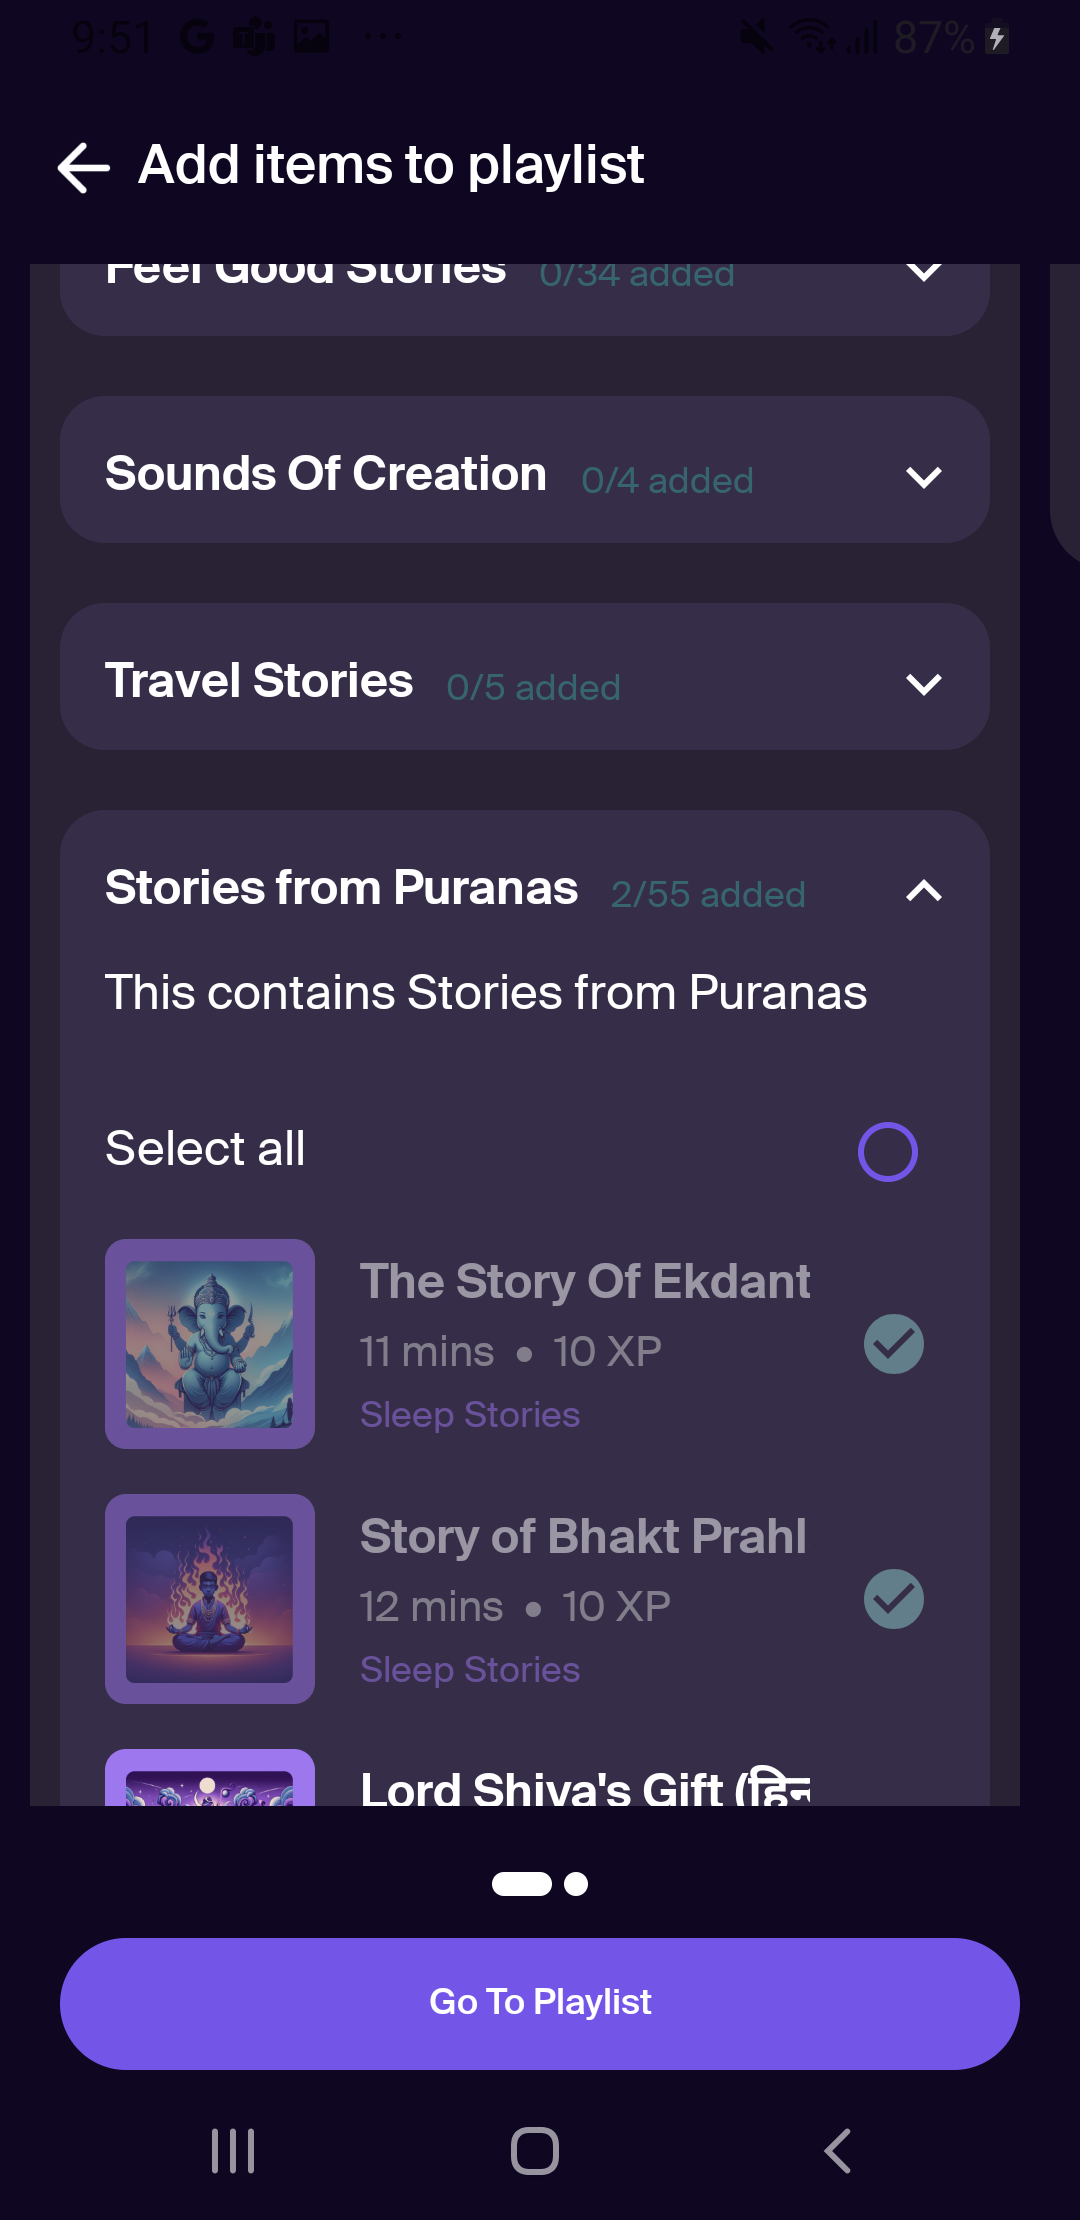 9:51
87%
Add items to playlist
Feel Good Stories 0/34 added
Sounds Of Creation 0/4 added
Travel Stories 0/5 added
Stories from Puranas 2/55 added
This contains Stories from Puranas
Select all
The Story Of Ekdant
11 mins • 10 XP
Sleep Stories
Story of Bhakt Prahl
12 mins • 10 XP
Sleep Stories
Lord Shiva's Gift (हिन
Go To Playlist